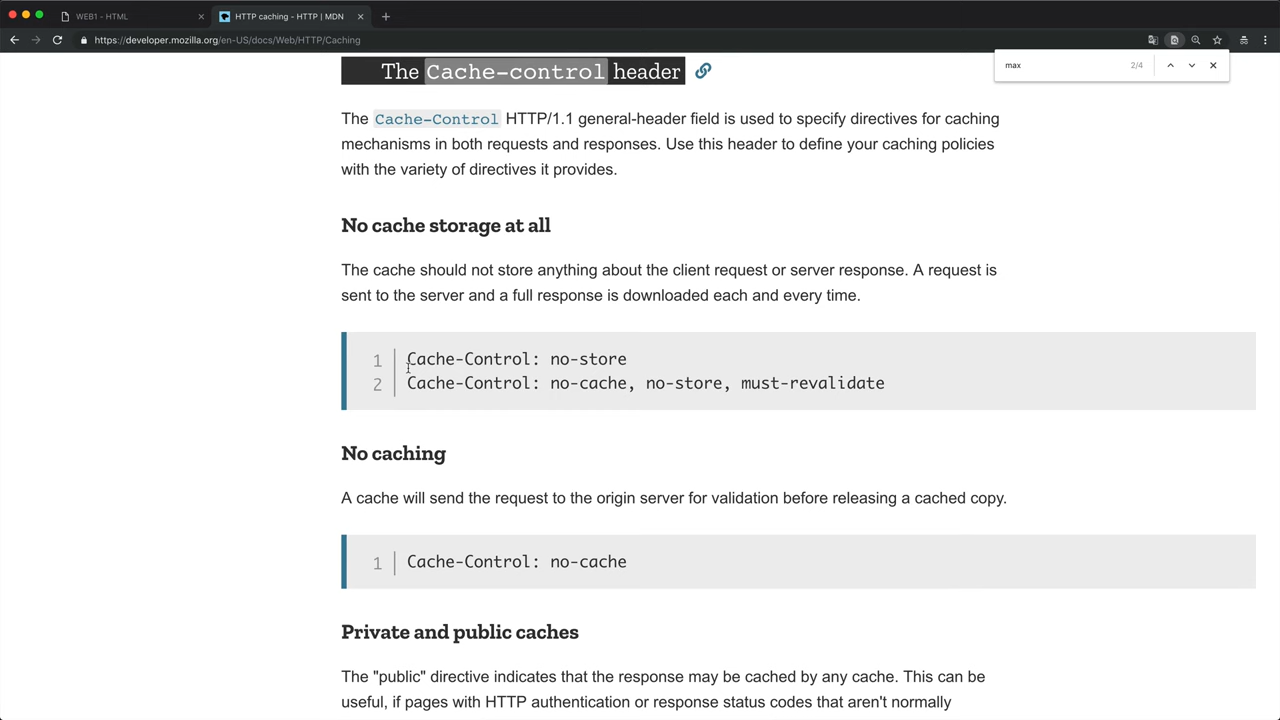 WEB1 - HTML
HTTP caching - HTTP | MDN
https://developer.mozilla.org/en-US/docs/Web/HTTP/Caching
max 2/4
The Cache-control header
The Cache-Control HTTP/1.1 general-header field is used to specify directives for caching
mechanisms in both requests and responses. Use this header to define your caching policies
with the variety of directives it provides.
No cache storage at all
The cache should not store anything about the client request or server response. A request is
sent to the server and a full response is downloaded each and every time.
1 Cache-Control: no-store
2 Cache-Control: no-cache, no-store, must-revalidate
No caching
A cache will send the request to the origin server for validation before releasing a cached copy.
1 Cache-Control: no-cache
Private and public caches
The "public" directive indicates that the response may be cached by any cache. This can be
useful, if pages with HTTP authentication or response status codes that aren't normally